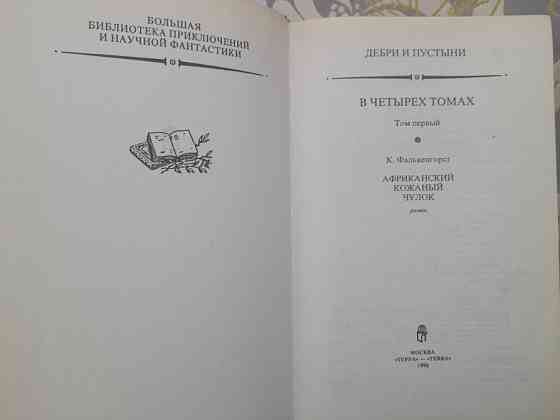 БОЛЬШАЯ
БИБЛИОТЕКА ПРИКЛЮЧЕНИЙ
И НАУЧНОЙ ФАНТАСТИКИ
ДЕБРИ И ПУСТЫНИ
В ЧЕТЫРЕХ ТОМАХ
Том первый
К. Фалькенгорст
АФРИКАНСКИЙ
КОЖАНЫЙ
ЧУЛОК
роман
МОСКВА
«TERRA» — «ТЕРРА»